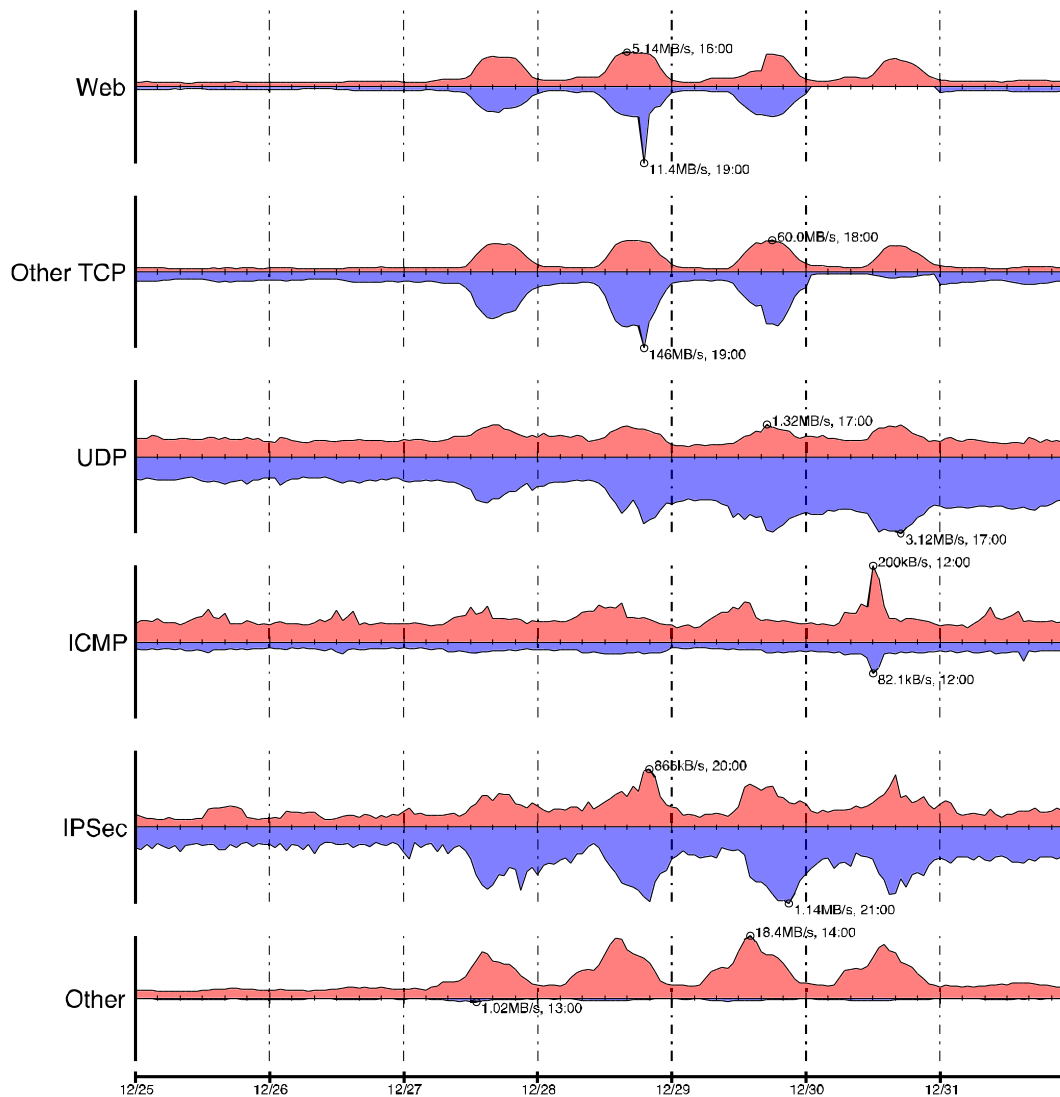 5.14MB/s, 16:00
Web
11.4MB/s, 19:00
60.0MB/s, 18:00
Other TCP
146MB/s, 19:00
1.32MB/s, 17:00
UDP
3.12MB/s, 17:00
200kB/s, 12:00
ICMP
82.1kB/s, 12:00
866kB/s, 20:00
IPSec
1.14MB/s, 21:00
18.4MB/s, 14:00
Other
1.02MB/s, 13:00
12/25 12/26 12/27 12/28 12/29 12/30 12/31